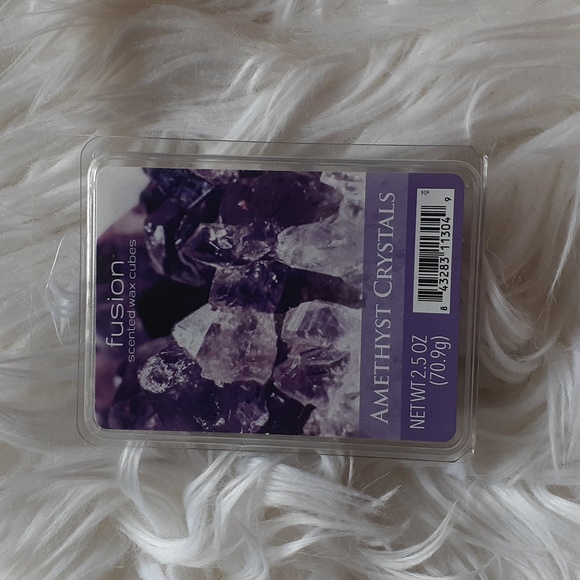 fusion
scented wax cubes
AMETHYST CRYSTALS
NET WT 2.5 OZ
(70.9g)
8 43283 11304 9